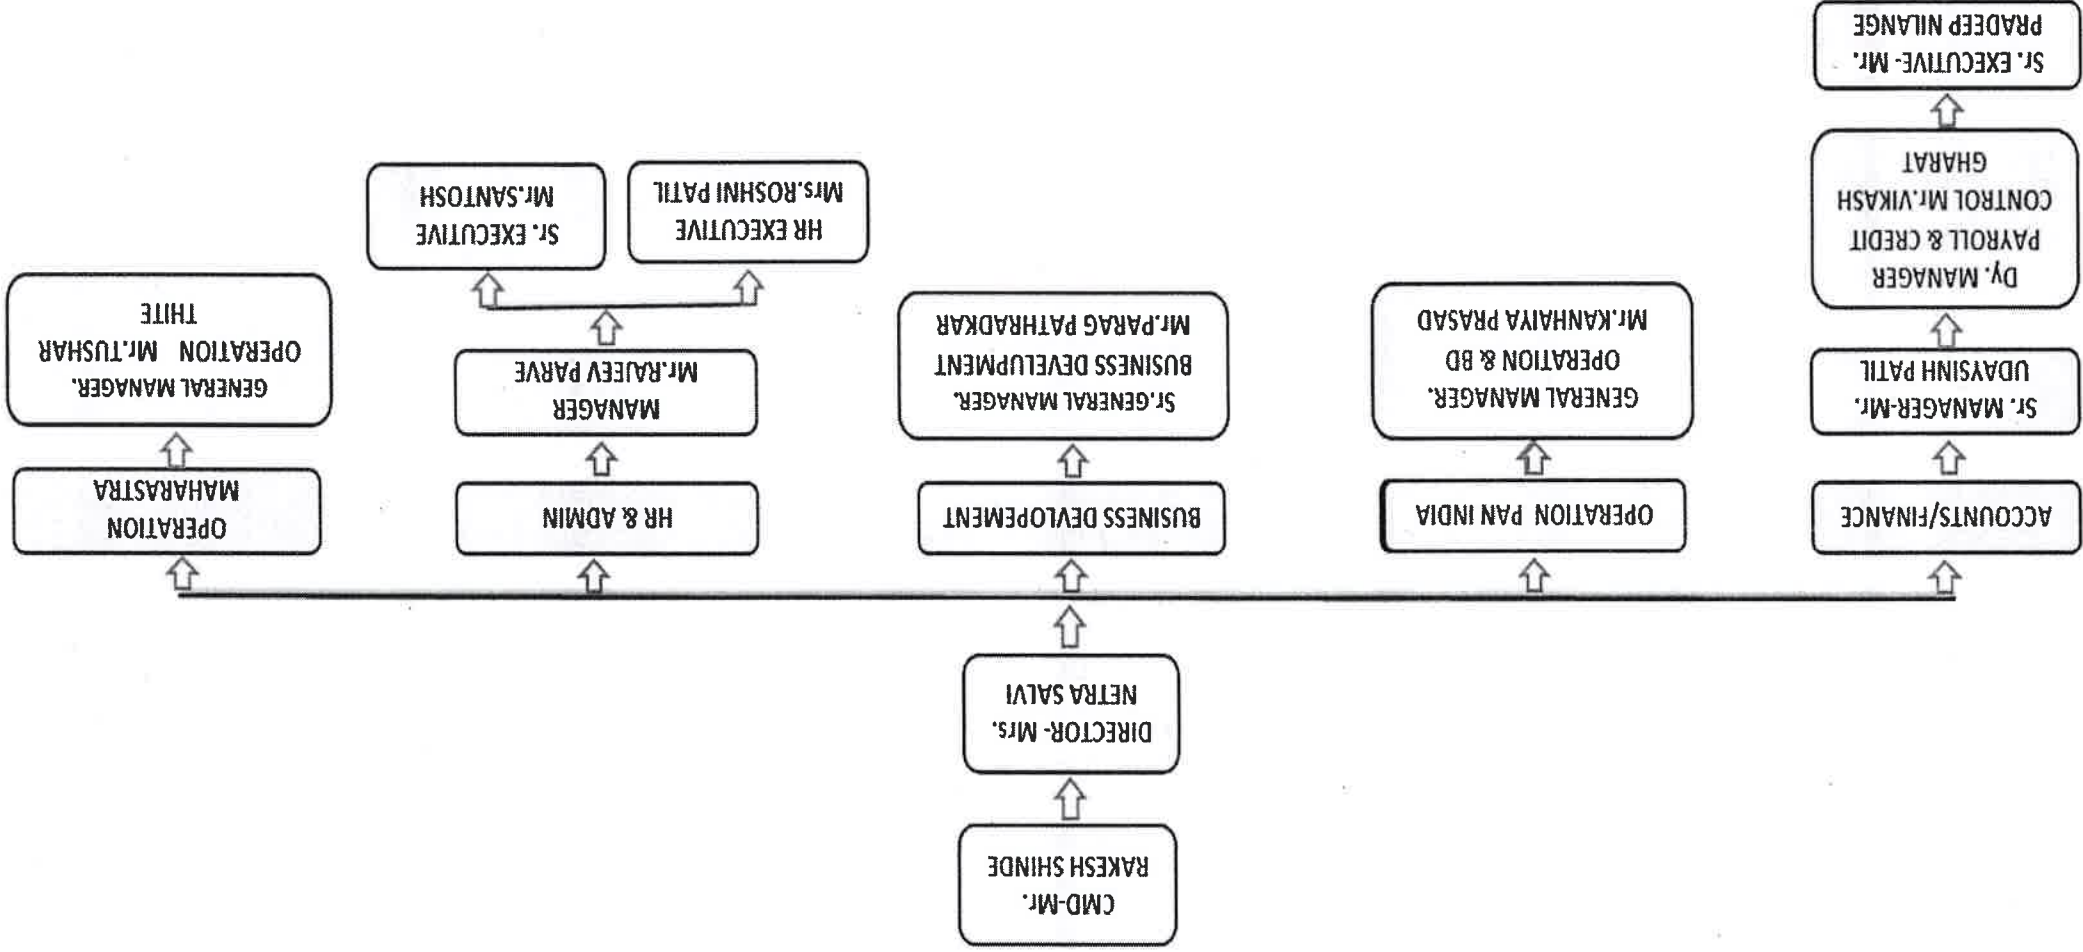 CMD-Mr.
RAKESH SHINDE
DIRECTOR- Mrs.
NETRA SALVI
ACCOUNTS/FINANCE
OPERATION PAN INDIA
BUSINESS DEVLOPEMENT
HR & ADMIN
OPERATION
MAHARASTRA
Sr. MANAGER-Mr.
UDAYSINH PATIL
GENERAL MANAGER.
OPERATION & BD
Mr.KANHAIYA PRASAD
Sr.GENERAL MANAGER.
BUSINESS DEVELUPMENT
Mr.PARAG PATHRADKAR
MANAGER
Mr.RAJEEV PARVE
GENERAL MANAGER.
OPERATION Mr.TUSHAR
THITE
Dy. MANAGER
PAYROLL & CREDIT
CONTROL Mr.VIKASH
GHARAT
HR EXECUTIVE
Mrs.ROSHNI PATIL
Sr. EXECUTIVE
Mr.SANTOSH
Sr. EXECUTIVE- Mr.
PRADEEP NILANGE